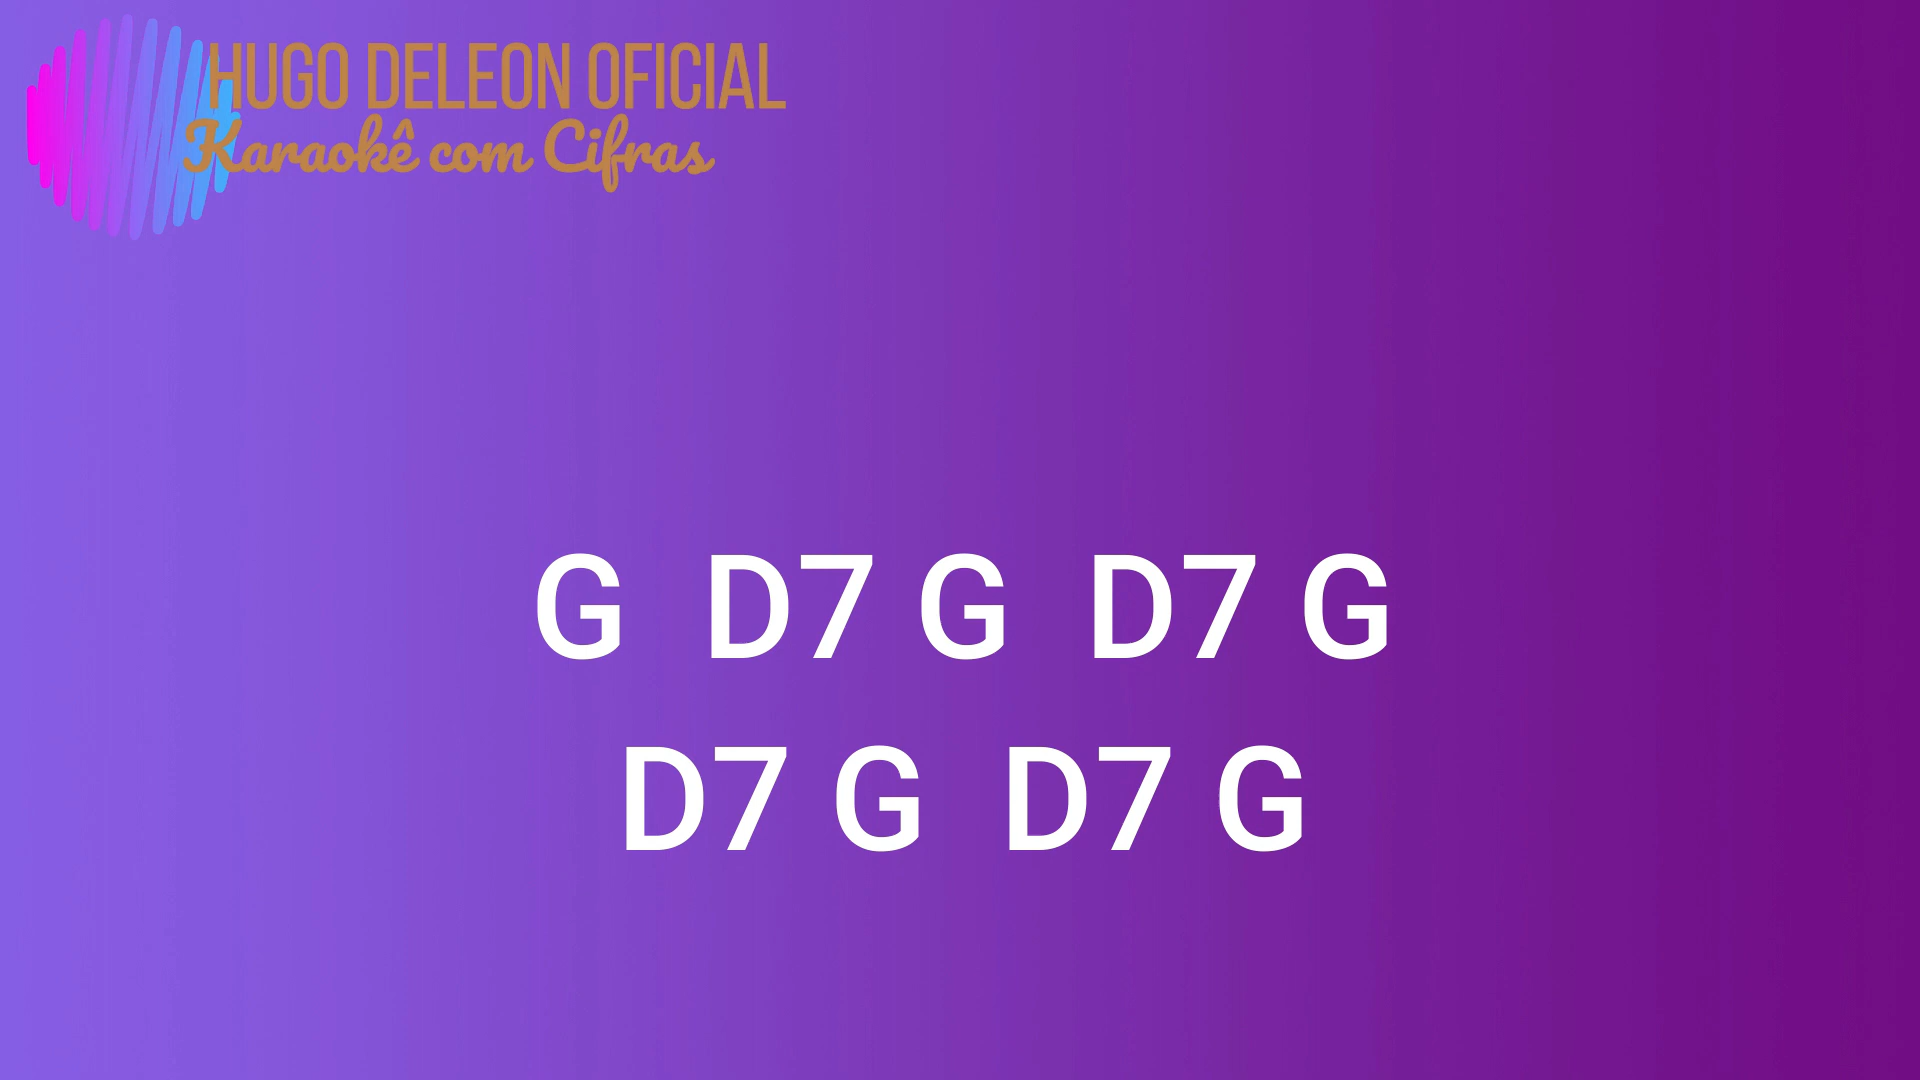 HUGO DELEON OFICIAL
Karaokê com Cifras
G D7 G D7 G
D7 G D7 G